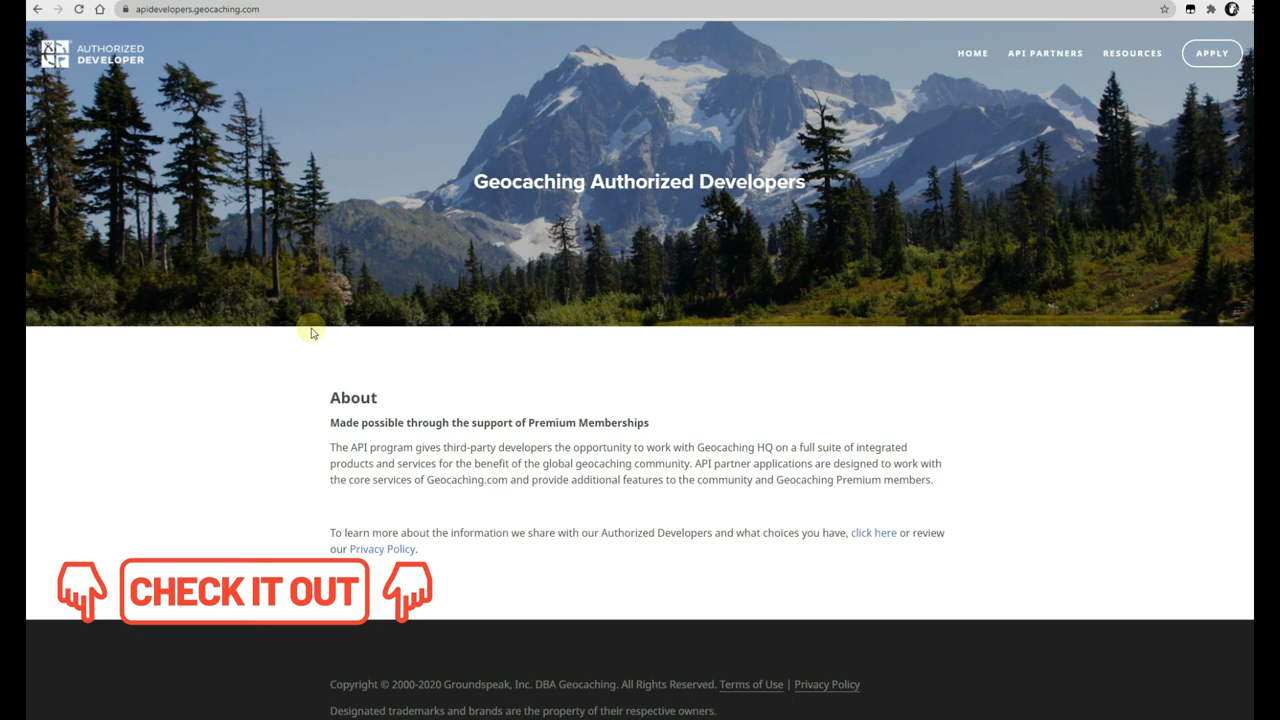 apidevelopers.geocaching.com
AUTHORIZED
DEVELOPER
HOME API PARTNERS RESOURCES APPLY
Geocaching Authorized Developers
About
Made possible through the support of Premium Memberships
The API program gives third-party developers the opportunity to work with Geocaching HQ on a full suite of integrated
products and services for the benefit of the global geocaching community. API partner applications are designed to work with
the core services of Geocaching.com and provide additional features to the community and Geocaching Premium members.
To learn more about the information we share with our Authorized Developers and what choices you have, click here or review
our Privacy Policy.
CHECK IT OUT
Copyright © 2000-2020 Groundspeak, Inc. DBA Geocaching. All Rights Reserved. Terms of Use | Privacy Policy
Designated trademarks and brands are the property of their respective owners.